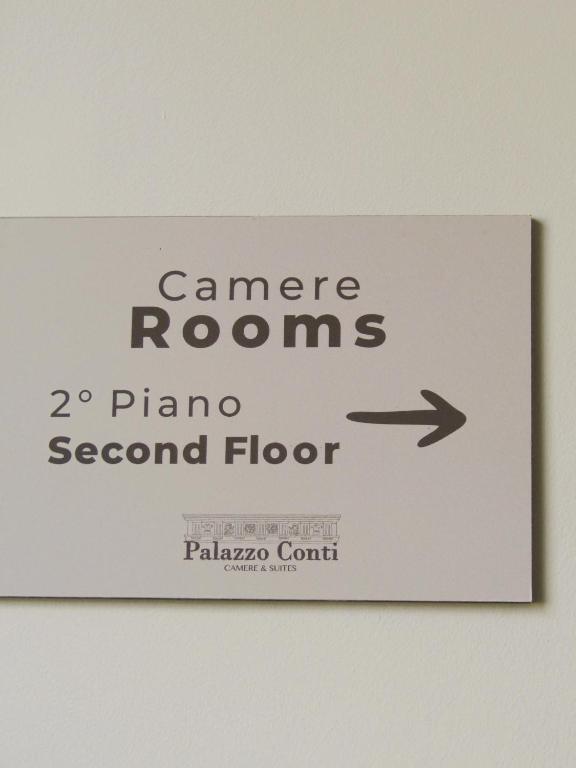 Camere
Rooms
2° Piano
Second Floor
Palazzo Conti
CAMERE & SUITES